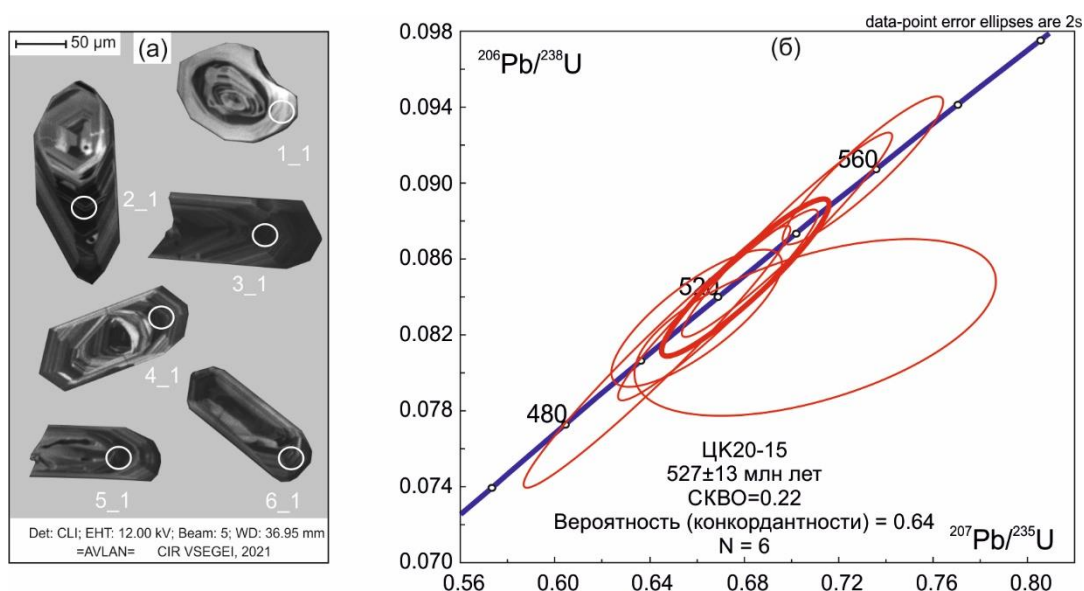 50 µm
(а)
1_1
2_1
3_1
4_1
5_1
6_1
Det: CLI; EHT: 12.00 kV; Beam: 5; WD: 36.95 mm
=AVLAN= CIR VSEGEI, 2021
data-point error ellipses are 2s
(б)
206Pb/238U
0.098
0.094
0.090
0.086
0.082
0.078
0.074
0.070
560
520
480
ЦК20-15
527±13 млн лет
СКВО=0.22
Вероятность (конкордантности) = 0.64
N = 6
207Pb/235U
0.56 0.60 0.64 0.68 0.72 0.76 0.80